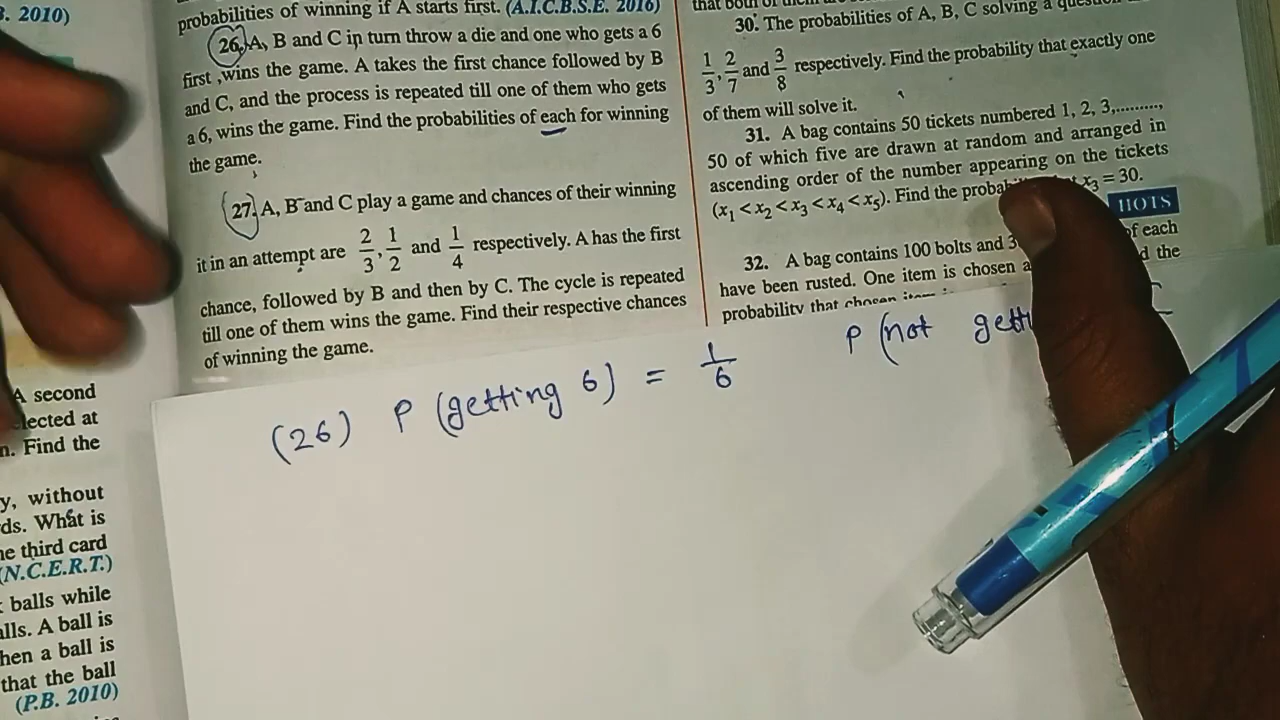 B. 2010)
A second
elected at
n. Find the
y, without
rds. What is
he third card
(N.C.E.R.T.)
balls while
alls. A ball is
hen a ball is
that the ball
(P.B. 2010)
probabilities of winning if A starts first. (A.I.C.B.S.E. 2016)
26. A, B and C in turn throw a die and one who gets a 6
first ,wins the game. A takes the first chance followed by B
and C, and the process is repeated till one of them who gets
a 6, wins the game. Find the probabilities of each for winning
the game.
27. A, B and C play a game and chances of their winning
it in an attempt are 2/3, 1/2 and 1/4 respectively. A has the first
chance, followed by B and then by C. The cycle is repeated
till one of them wins the game. Find their respective chances
of winning the game.
30. The probabilities of A, B, C solving a question
1/3, 2/7 and 3/8 respectively. Find the probability that exactly one
of them will solve it.
31. A bag contains 50 tickets numbered 1, 2, 3,..........,
50 of which five are drawn at random and arranged in
ascending order of the number appearing on the tickets
(x₁ < x₂ < x₃ < x₄ < x₅). Find the probab x₃ = 30.
HOTS
32. A bag contains 100 bolts and 3 of each
have been rusted. One item is chosen a d the
probability that chosen item
(26) P (getting 6) = 1/6 P (not gett